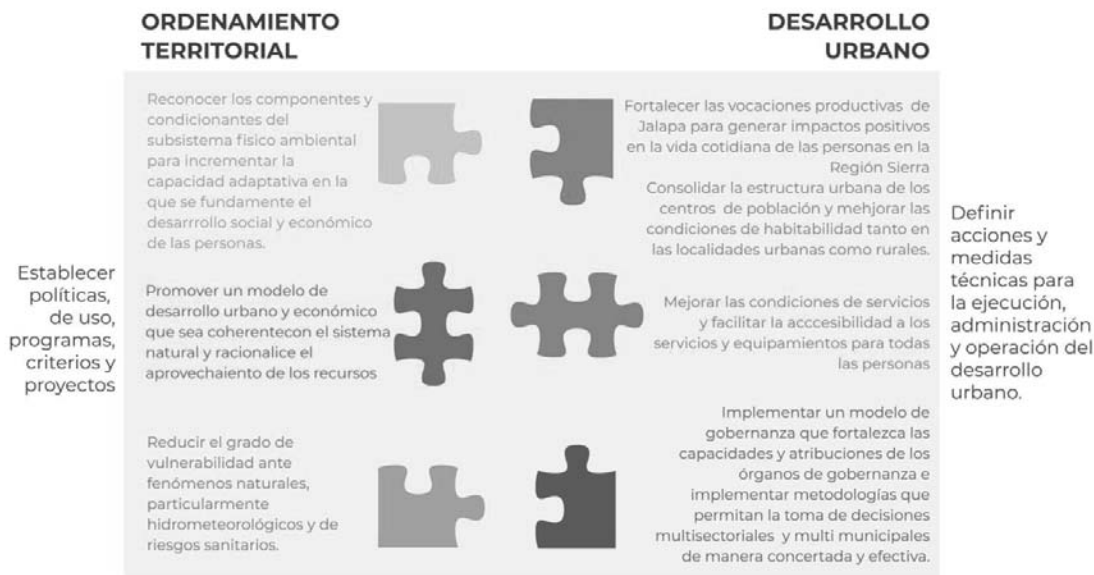 ORDENAMIENTO
TERRITORIAL
DESARROLLO
URBANO
Establecer
políticas,
de uso,
programas,
criterios y
proyectos
Reconocer los componentes y
condicionantes del
subsistema físico ambiental
para incrementar la
capacidad adaptativa en la
que se fundamente el
desarrrollo social y económico
de las personas.
Promover un modelo de
desarrollo urbano y económico
que sea coherentecon el sistema
natural y racionalice el
aprovechaiento de los recursos
Reducir el grado de
vulnerabilidad ante
fenómenos naturales,
particularmente
hidrometeorológicos y de
riesgos sanitarios.
Fortalecer las vocaciones productivas de
Jalapa para generar impactos positivos
en la vida cotidiana de las personas en la
Región Sierra
Consolidar la estructura urbana de los
centros de población y mehjorar las
condiciones de habitabilidad tanto en
las localidades urbanas como rurales.
Mejorar las condiciones de servicios
y facilitar la acccesibilidad a los
servicios y equipamientos para todas
las personas
Implementar un modelo de
gobernanza que fortalezca las
capacidades y atribuciones de los
órganos de gobernanza e
implementar metodologías que
permitan la toma de decisiones
multisectoriales y multi municipales
de manera concertada y efectiva.
Definir
acciones y
medidas
técnicas para
la ejecución,
administración
y operación del
desarrollo
urbano.